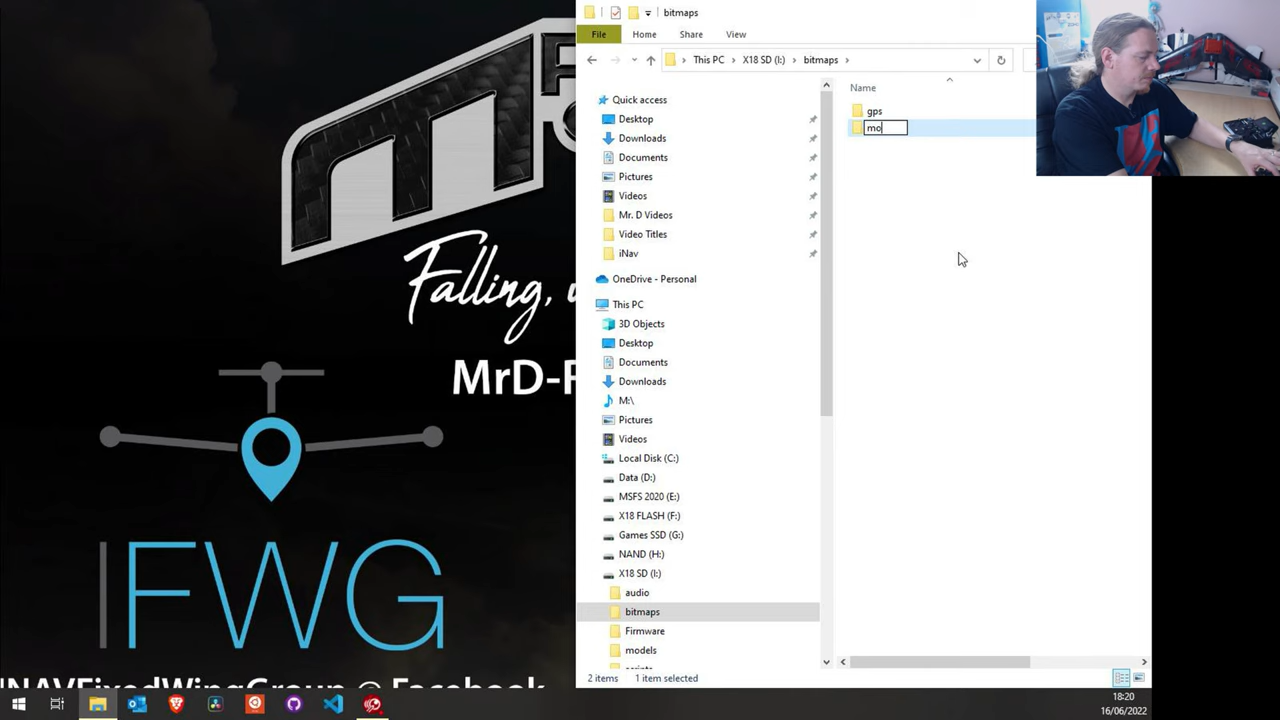 bitmaps
File
Home
Share
View
This PC
X18 SD (I:)
bitmaps
Quick access
Desktop
Downloads
Documents
Pictures
Videos
Mr. D Videos
Video Titles
iNav
OneDrive - Personal
This PC
3D Objects
Desktop
Documents
Downloads
M:\
Pictures
Videos
Local Disk (C:)
Data (D:)
MSFS 2020 (E:)
X18 FLASH (F:)
Games SSD (G:)
NAND (H:)
X18 SD (I:)
audio
bitmaps
Firmware
models
Name
gps
mo
2 items
1 item selected
Falling,
MrD-
IFWG
INAVFixedWingGroup @ Facebook
18:20
16/06/2022